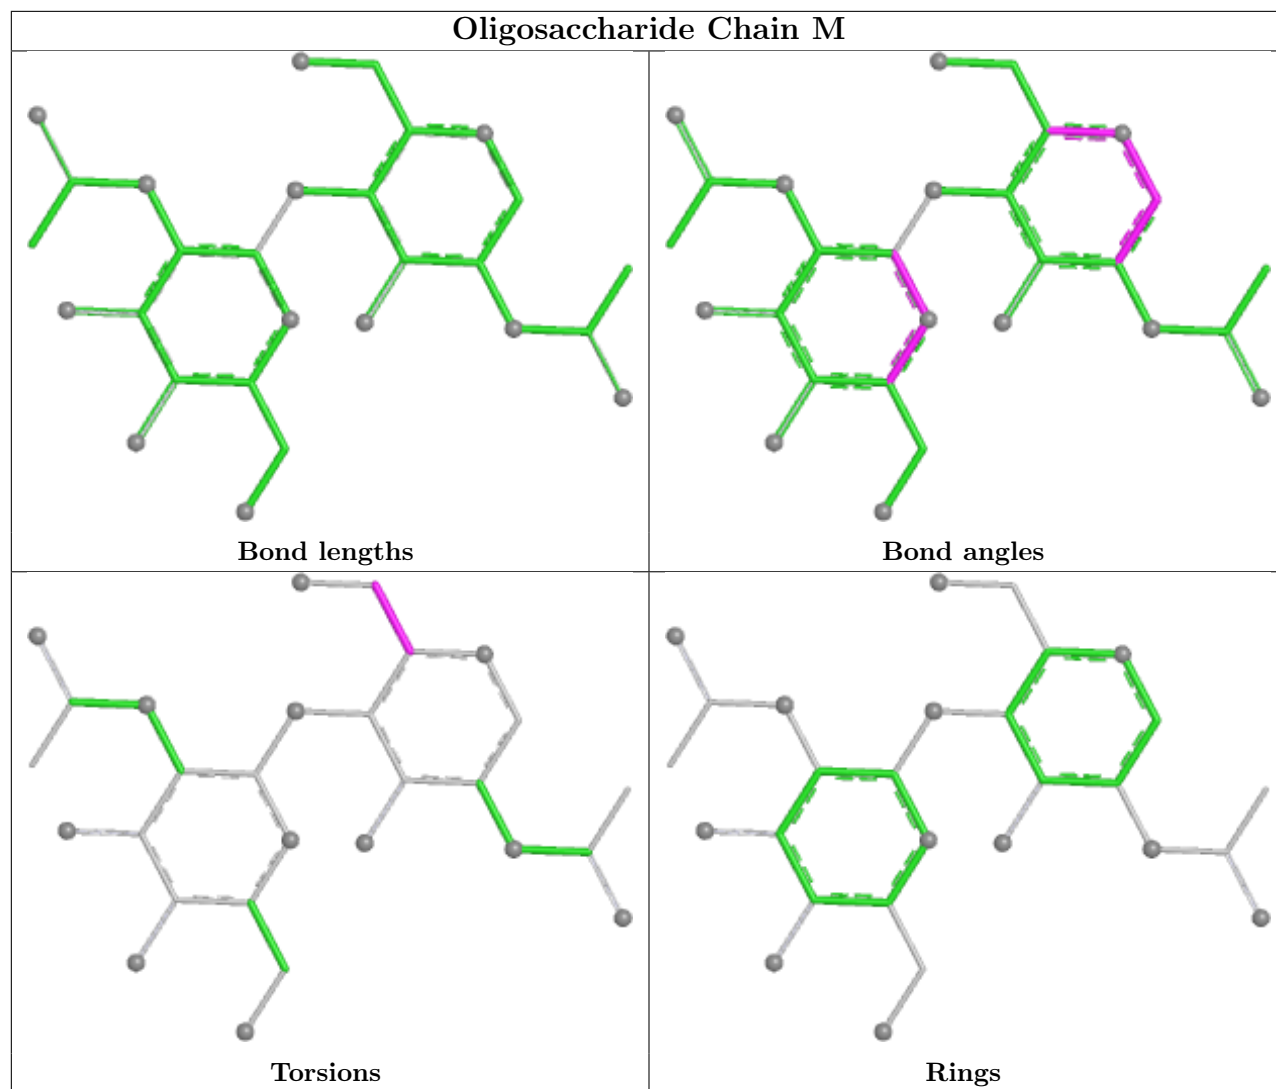 Oligosaccharide Chain M
Bond lengths
Bond angles
Torsions
Rings